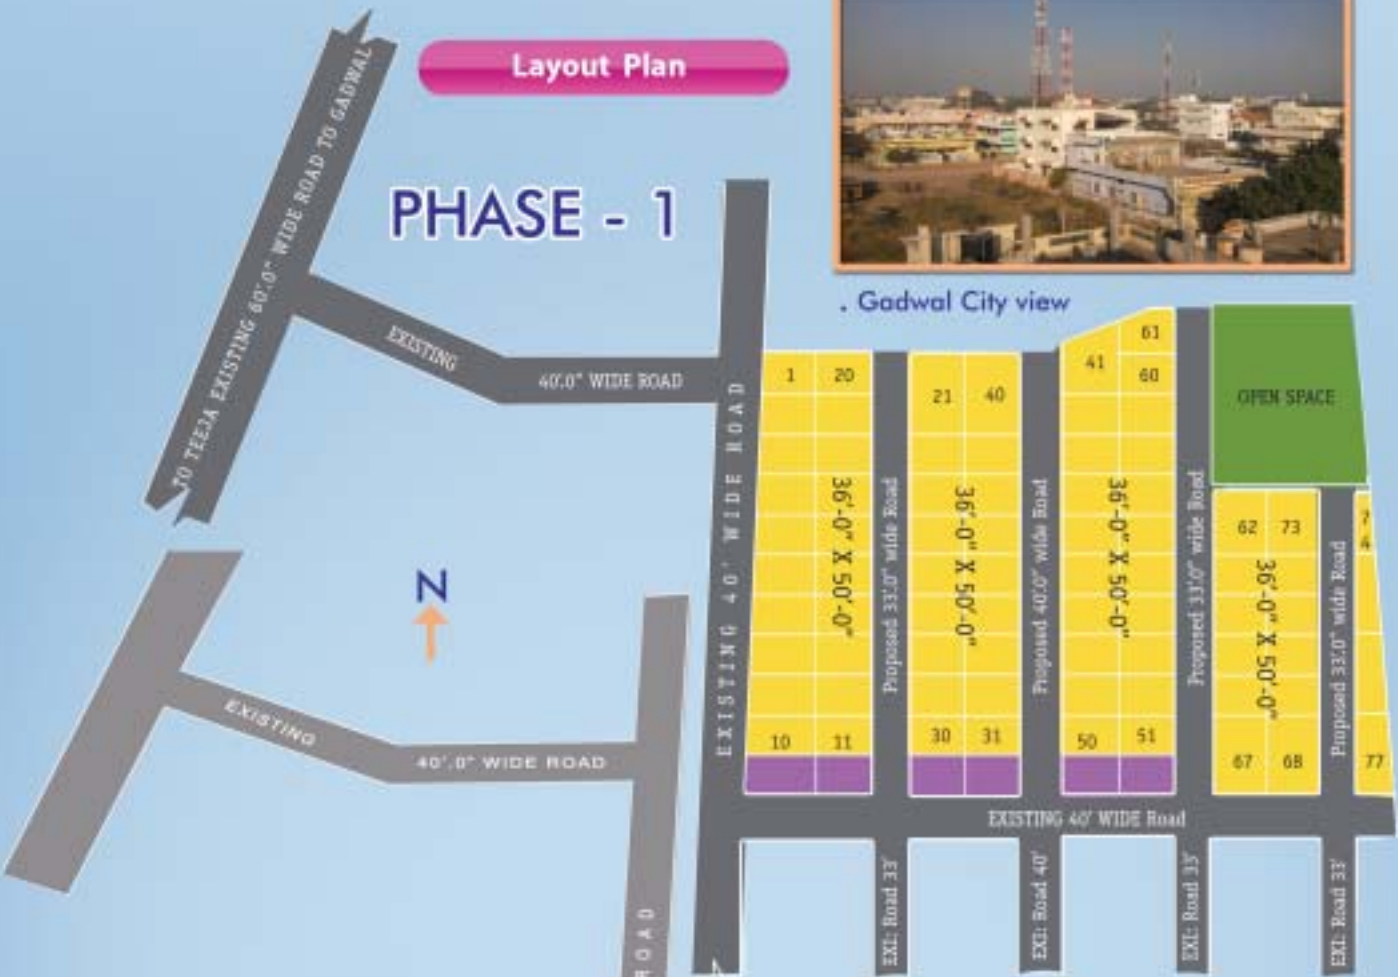 Layout Plan
PHASE - 1
. Gadwal City view
TO TEEJA EXISTING 60'.0" WIDE ROAD TO GADWAL
EXISTING
40'.0" WIDE ROAD
EXISTING 40' WIDE ROAD
1
20
10
11
36'-0" X 50'-0"
Proposed 33'.0" wide Road
21
40
30
31
36'-0" X 50'-0"
Proposed 40'.0" wide Road
41
61
60
50
51
36'-0" X 50'-0"
Proposed 33'.0" wide Road
OPEN SPACE
62
73
67
68
36'-0" X 50'-0"
Proposed 33'.0" wide Road
7
4
77
N
EXISTING
40'.0" WIDE ROAD
ROAD
EXISTING 40' WIDE Road
EXI: Road 33'
EXI: Road 40'
EXI: Road 33'
EXI: Road 33'